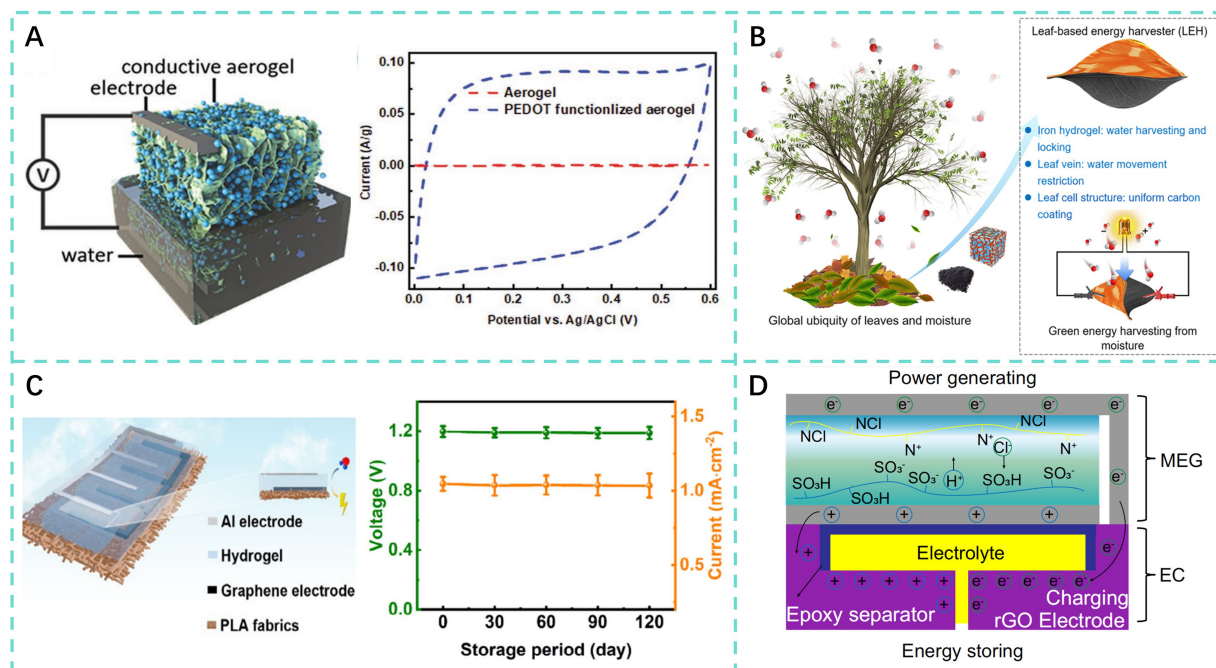 A
conductive aerogel
electrode
V
water
0.10
0.05
0.00
-0.05
-0.10
Current (A/g)
Aerogel
PEDOT functionlized aerogel
0.0 0.1 0.2 0.3 0.4 0.5 0.6
Potential vs. Ag/AgCl (V)
B
Leaf-based energy harvester (LEH)
Iron hydrogel: water harvesting and
locking
Leaf vein: water movement
restriction
Leaf cell structure: uniform carbon
coating
- +
Global ubiquity of leaves and moisture
Green energy harvesting from
moisture
C
Al electrode
Hydrogel
Graphene electrode
PLA fabrics
1.2
0.8
0.4
0.0
Voltage (V)
1.5
1.0
0.5
Current (mA·cm⁻²)
0 30 60 90 120
Storage period (day)
D
Power generating
e⁻ e⁻ e⁻ e⁻ e⁻
NCl NCl NCl
N⁺ N⁺ Cl⁻ N⁺
SO₃H SO₃⁻ H⁺ SO₃H SO₃⁻
SO₃H SO₃⁻
e⁻
MEG
+ + + +
+ Electrolyte e⁻
EC
+ + + + + e⁻ e⁻ e⁻ e⁻ e⁻
+ e⁻
Epoxy separator
Charging
rGO Electrode
Energy storing